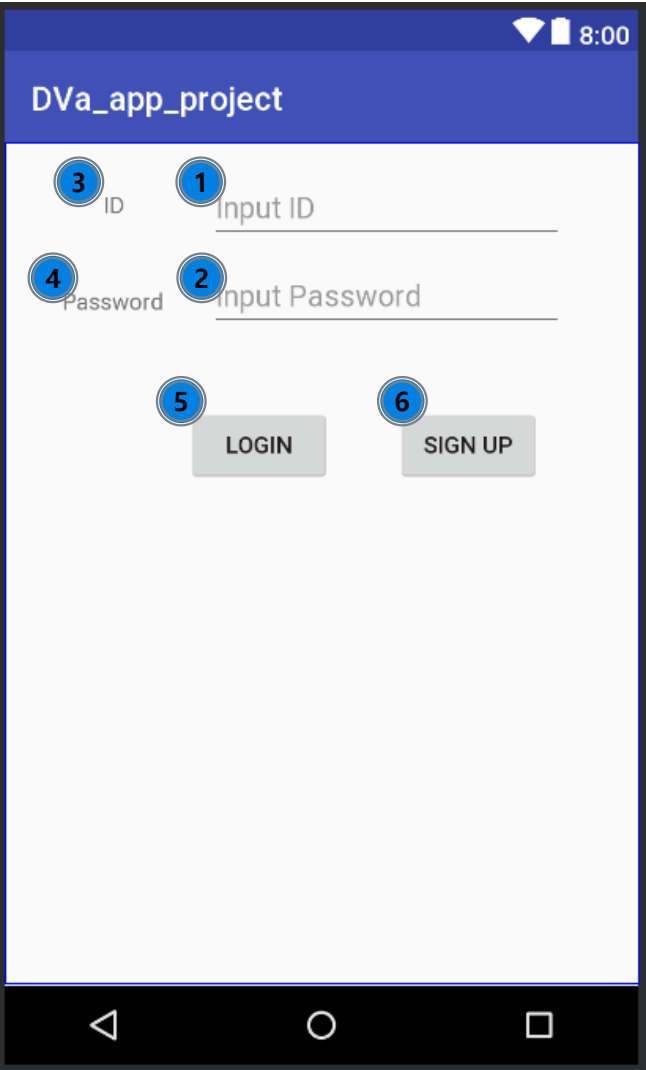 8:00
DVa_app_project
3 ID 1 Input ID
4 Password 2 Input Password
5 6
LOGIN SIGN UP